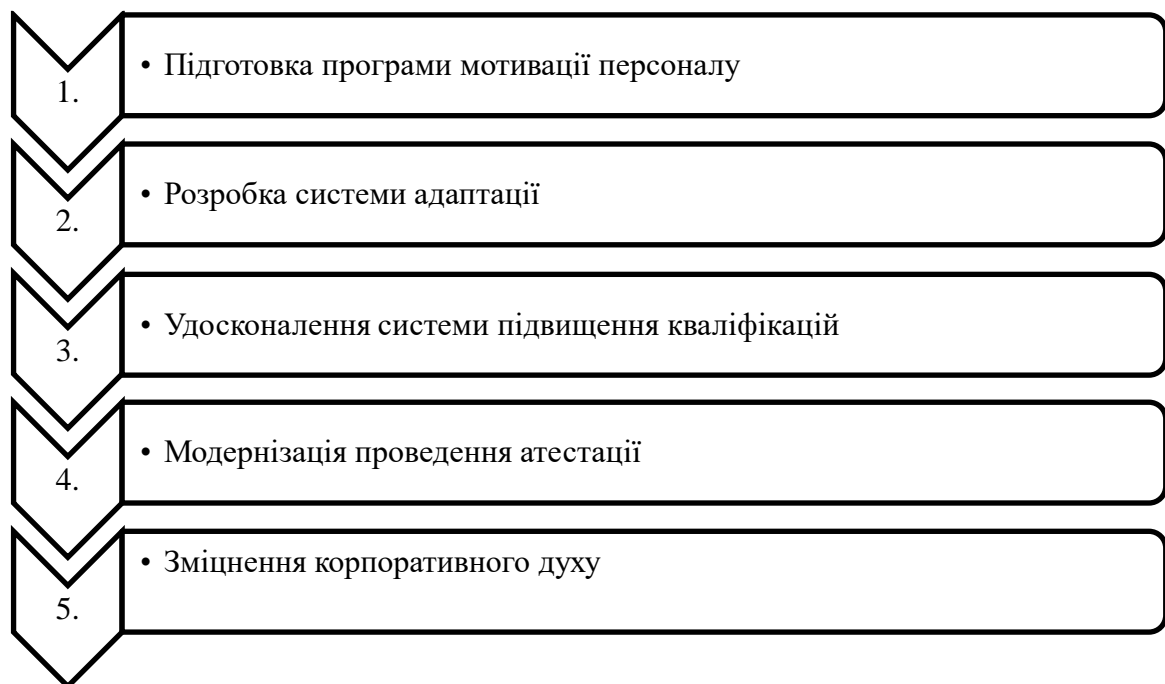 1.
• Підготовка програми мотивації персоналу
2.
• Розробка системи адаптації
3.
• Удосконалення системи підвищення кваліфікацій
4.
• Модернізація проведення атестації
5.
• Зміцнення корпоративного духу